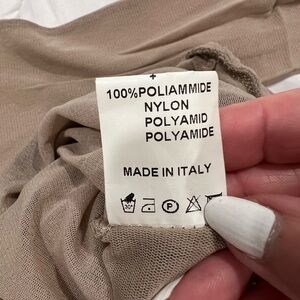 100%POLIAMMIDE
NYLON
POLYAMID
POLYAMIDE
MADE IN ITALY
P